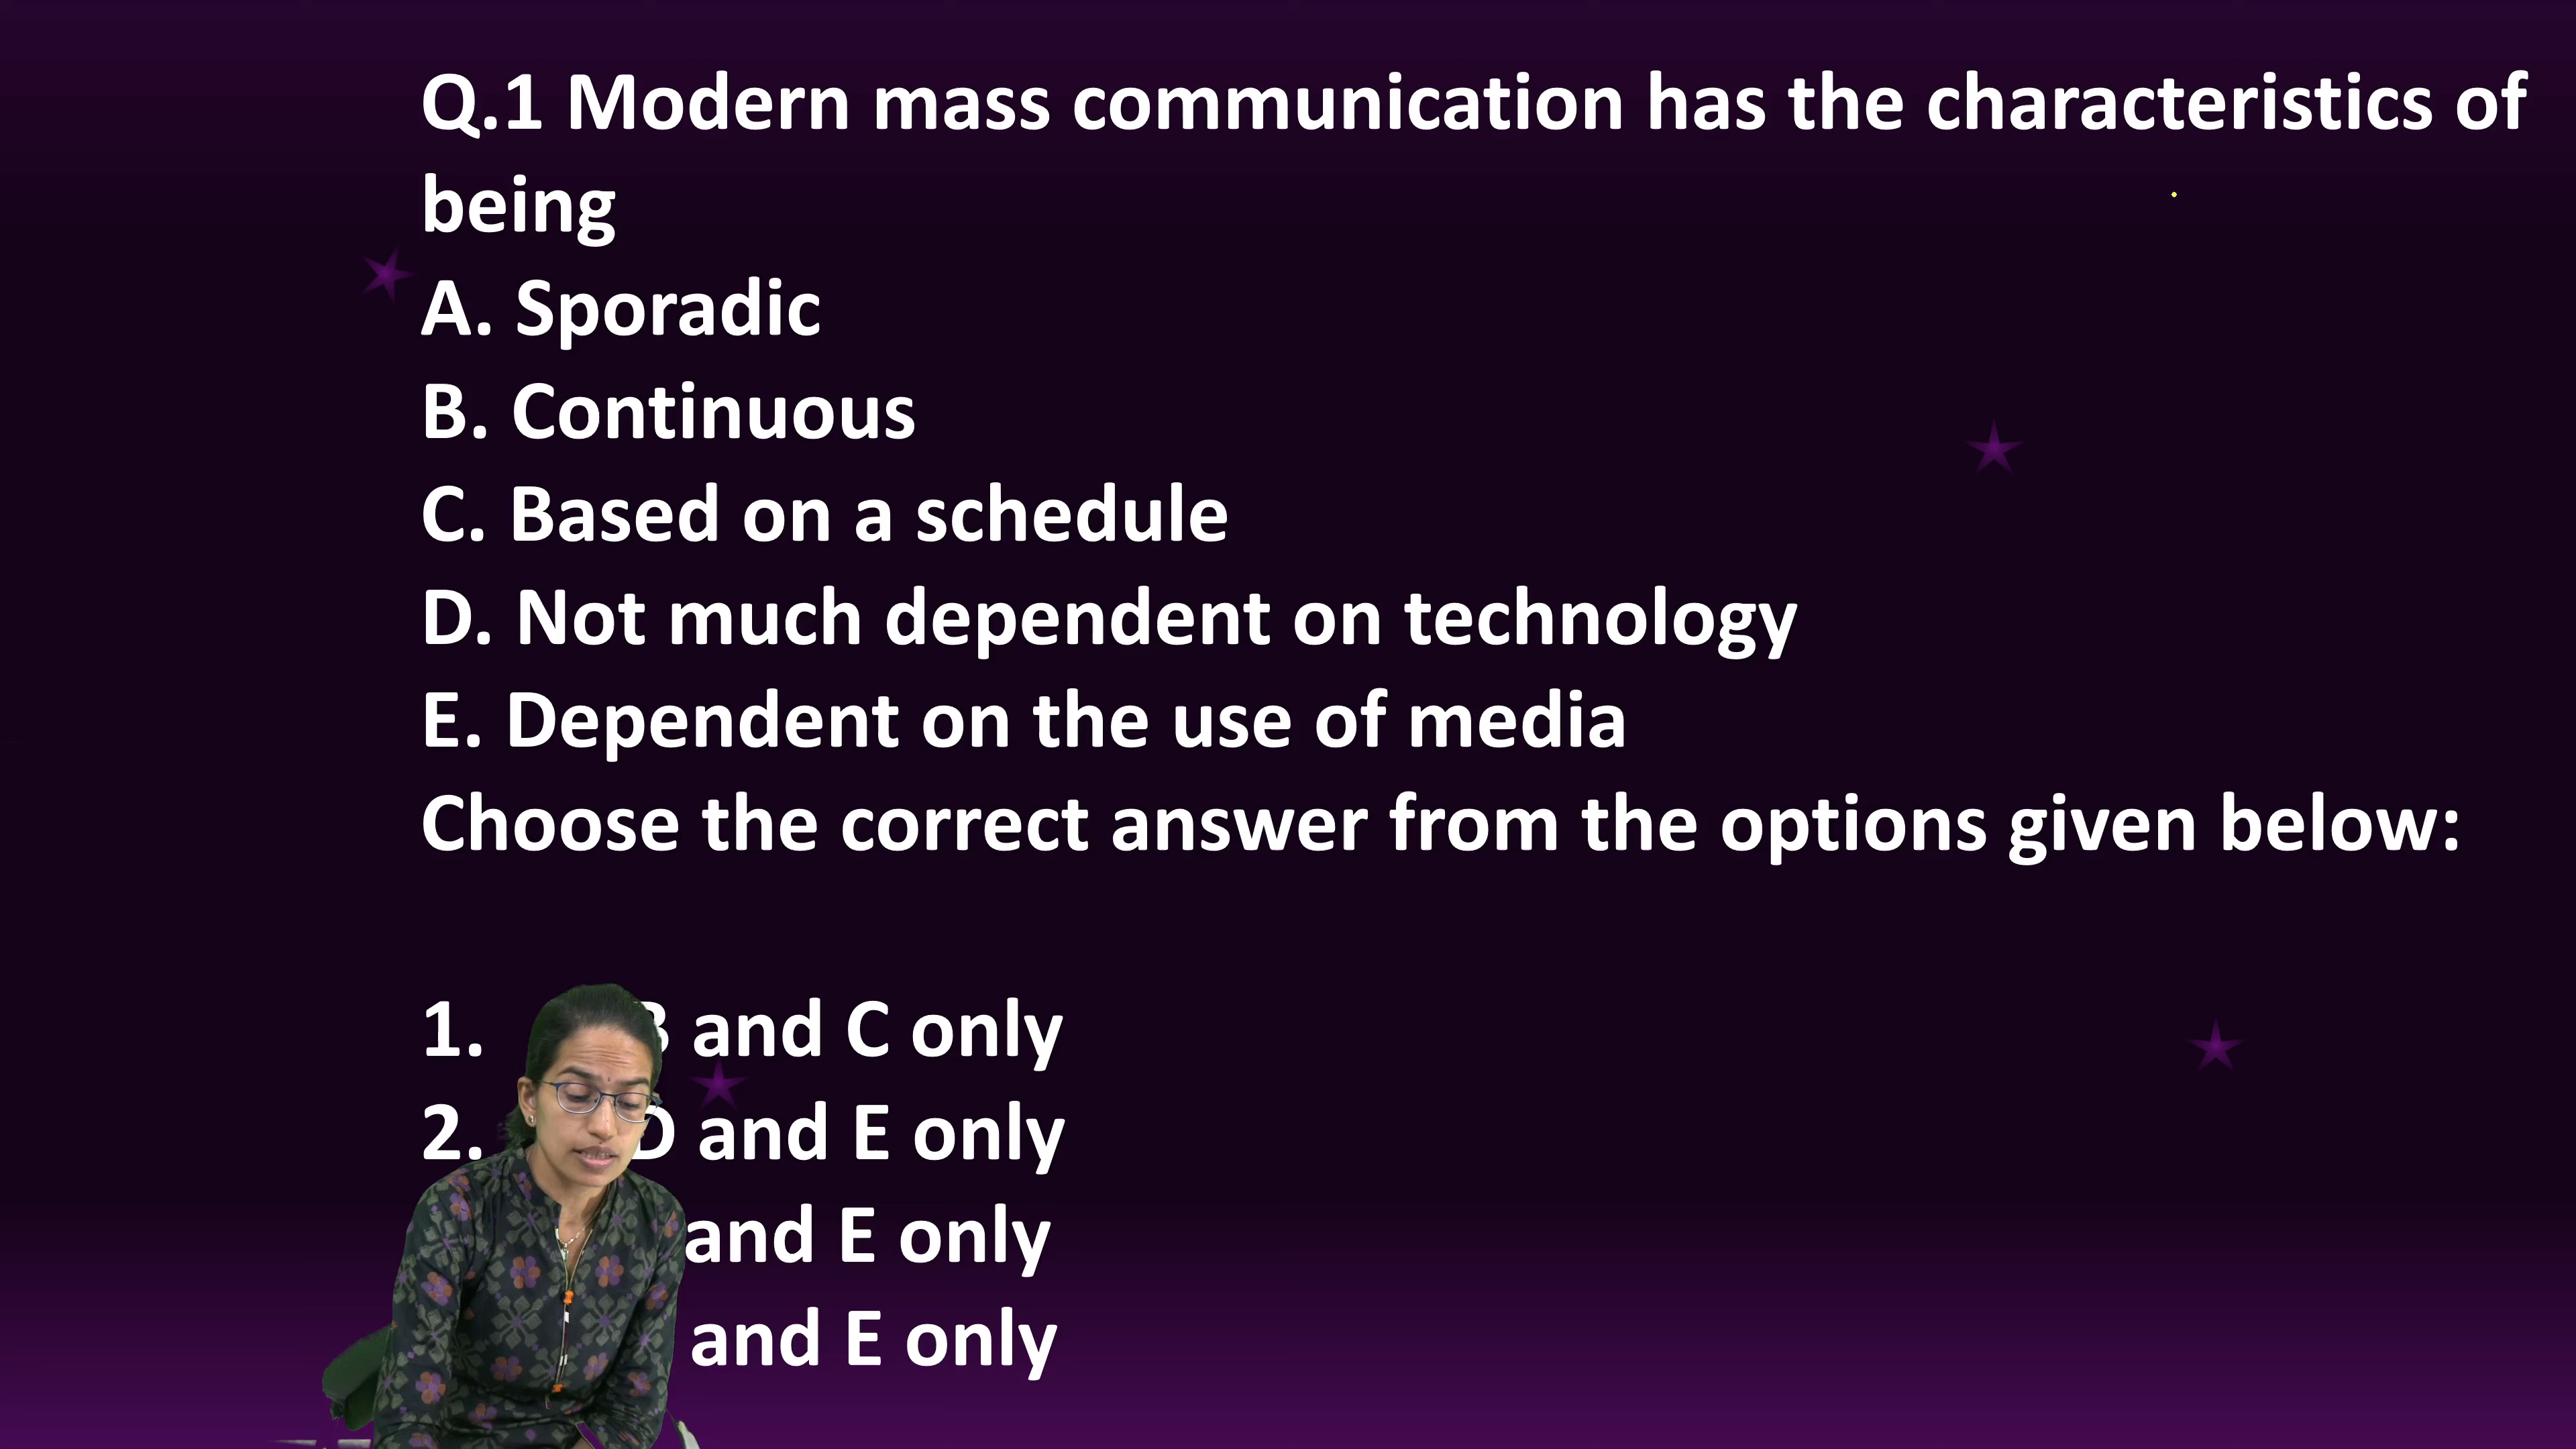 Q.1 Modern mass communication has the characteristics of
being
A. Sporadic
B. Continuous
C. Based on a schedule
D. Not much dependent on technology
E. Dependent on the use of media
Choose the correct answer from the options given below:
1. B and C only
2. D and E only
and E only
and E only